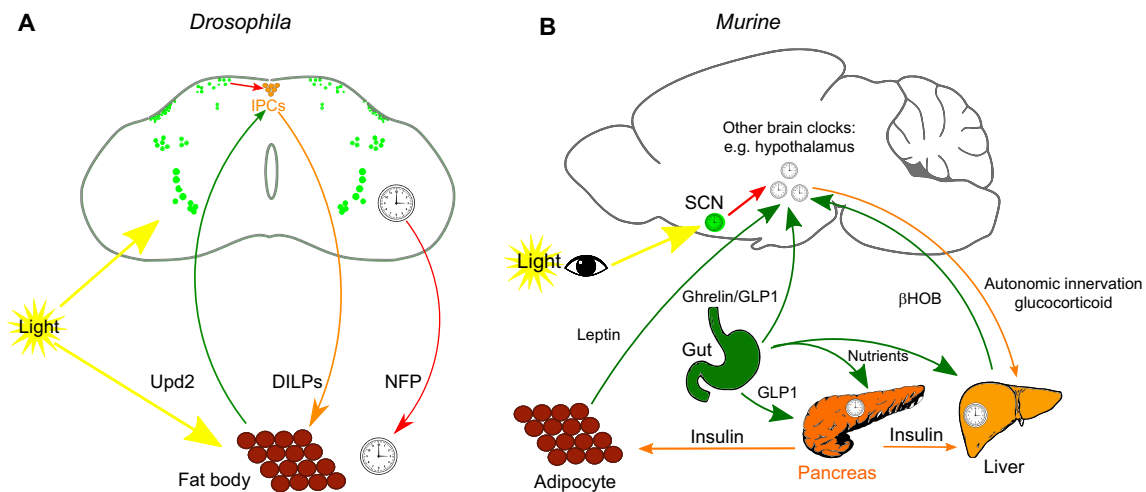 A
Drosophila
IPCs
Light
Upd2
DILPs
NFP
Fat body
B
Murine
Other brain clocks:
e.g. hypothalamus
SCN
Light
Ghrelin/GLP1
βHOB
Autonomic innervation
glucocorticoid
Leptin
Gut
Nutrients
GLP1
Insulin
Insulin
Adipocyte
Pancreas
Liver